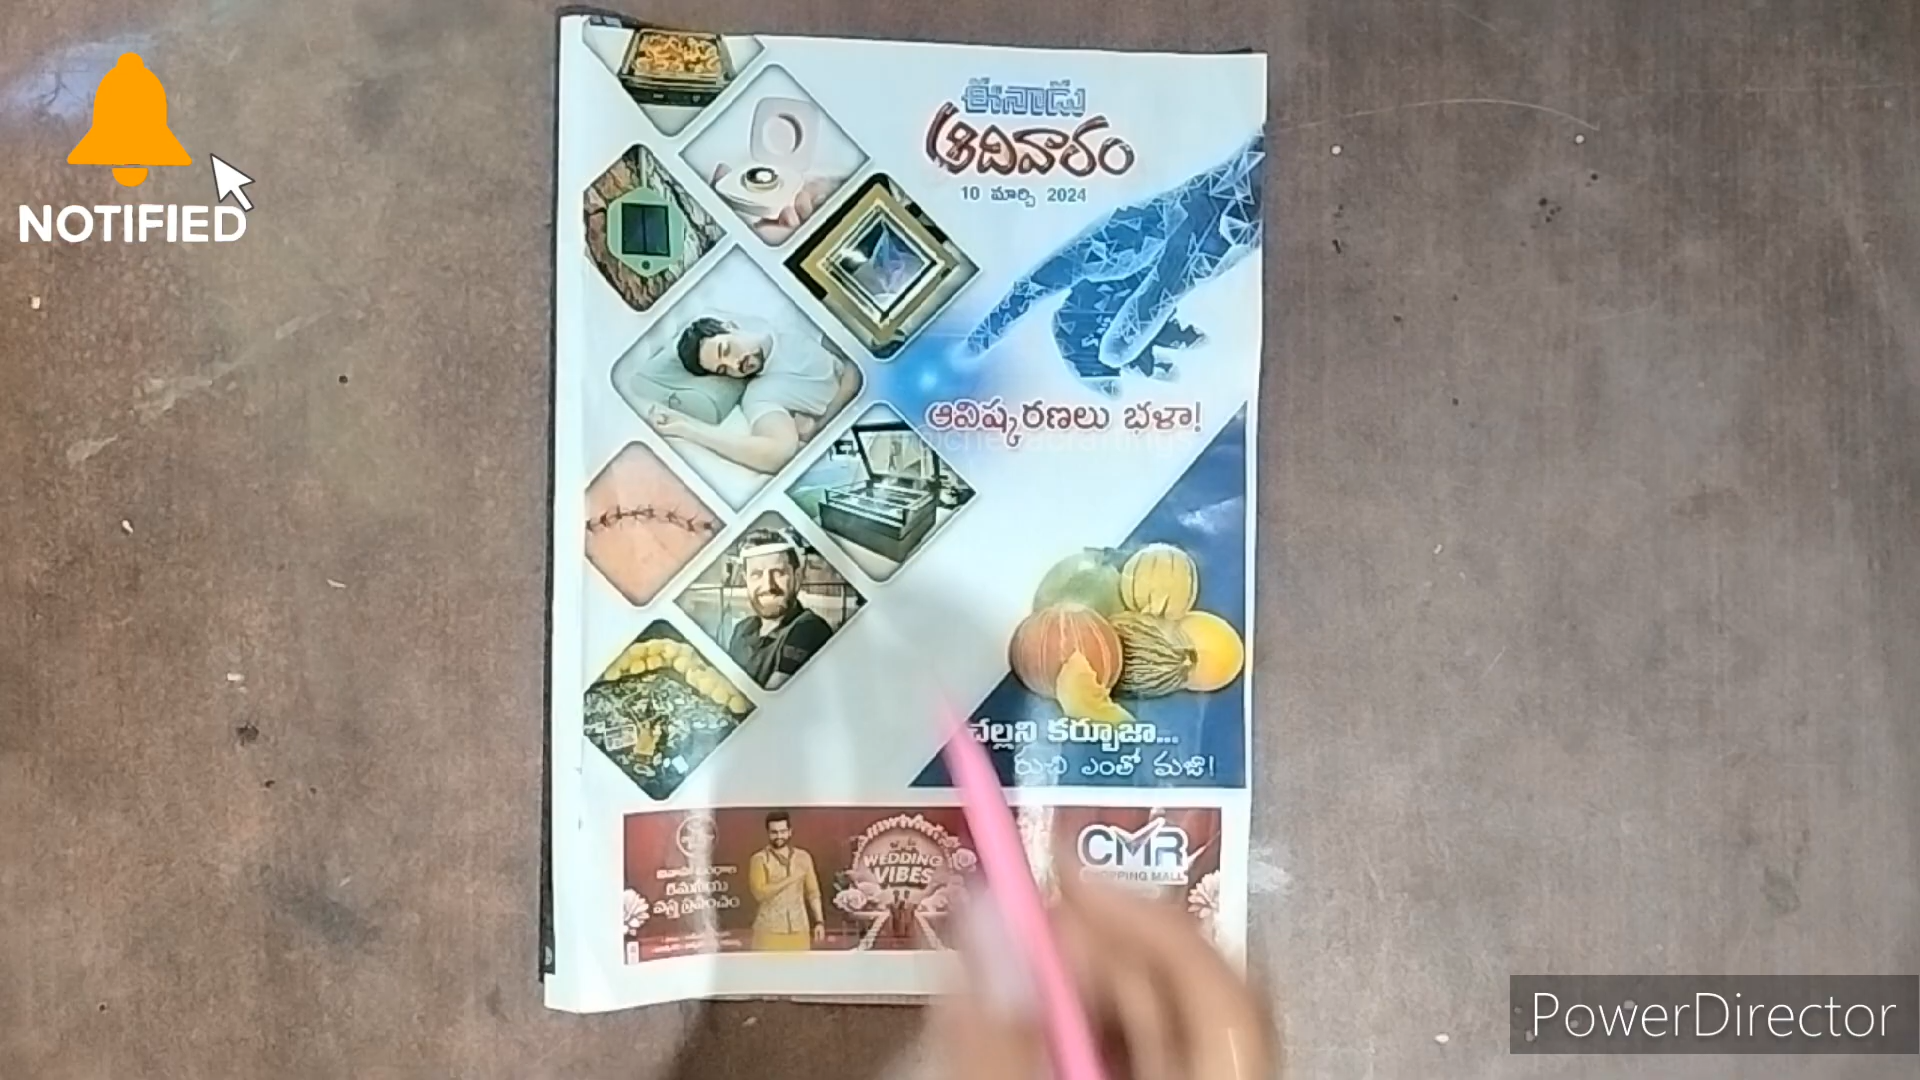 NOTIFIED
ఈనాడు
ఆదివారం
10 మార్చి 2024
ఆవిష్కరణలు భళా!
చల్లని కర్బూజా...
రుచి ఎంతో మజా!
WEDDING
VIBES
CMR
SHOPPING MALL
PowerDirector